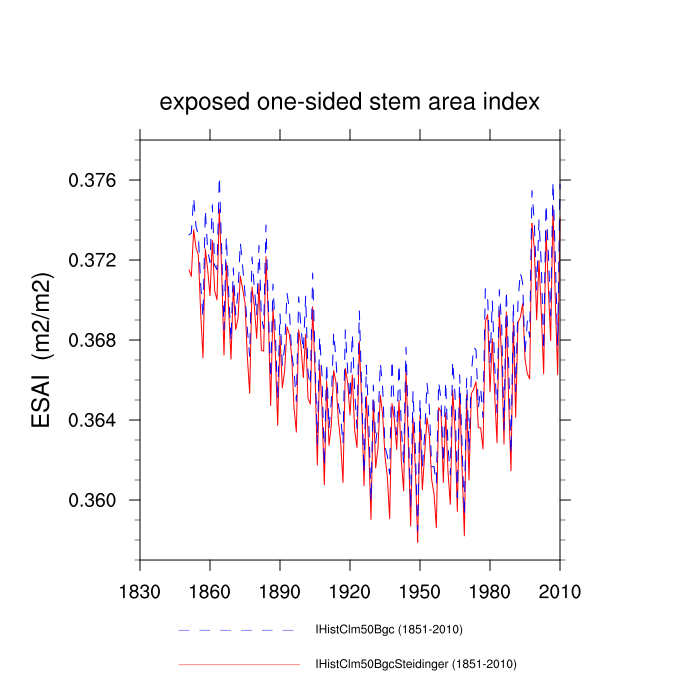 exposed one-sided stem area index
ESAI (m2/m2)
0.376
0.372
0.368
0.364
0.360
1830 1860 1890 1920 1950 1980 2010
IHistClm50Bgc (1851-2010)
IHistClm50BgcSteidinger (1851-2010)